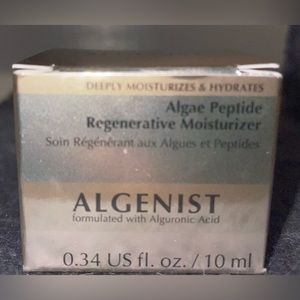 DEEPLY MOISTURIZES & HYDRATES
Algae Peptide
Regenerative Moisturizer
Soin Régénérant aux Algues et Peptides
ALGENIST
formulated with Alguronic Acid
0.34 US fl. oz. / 10 ml